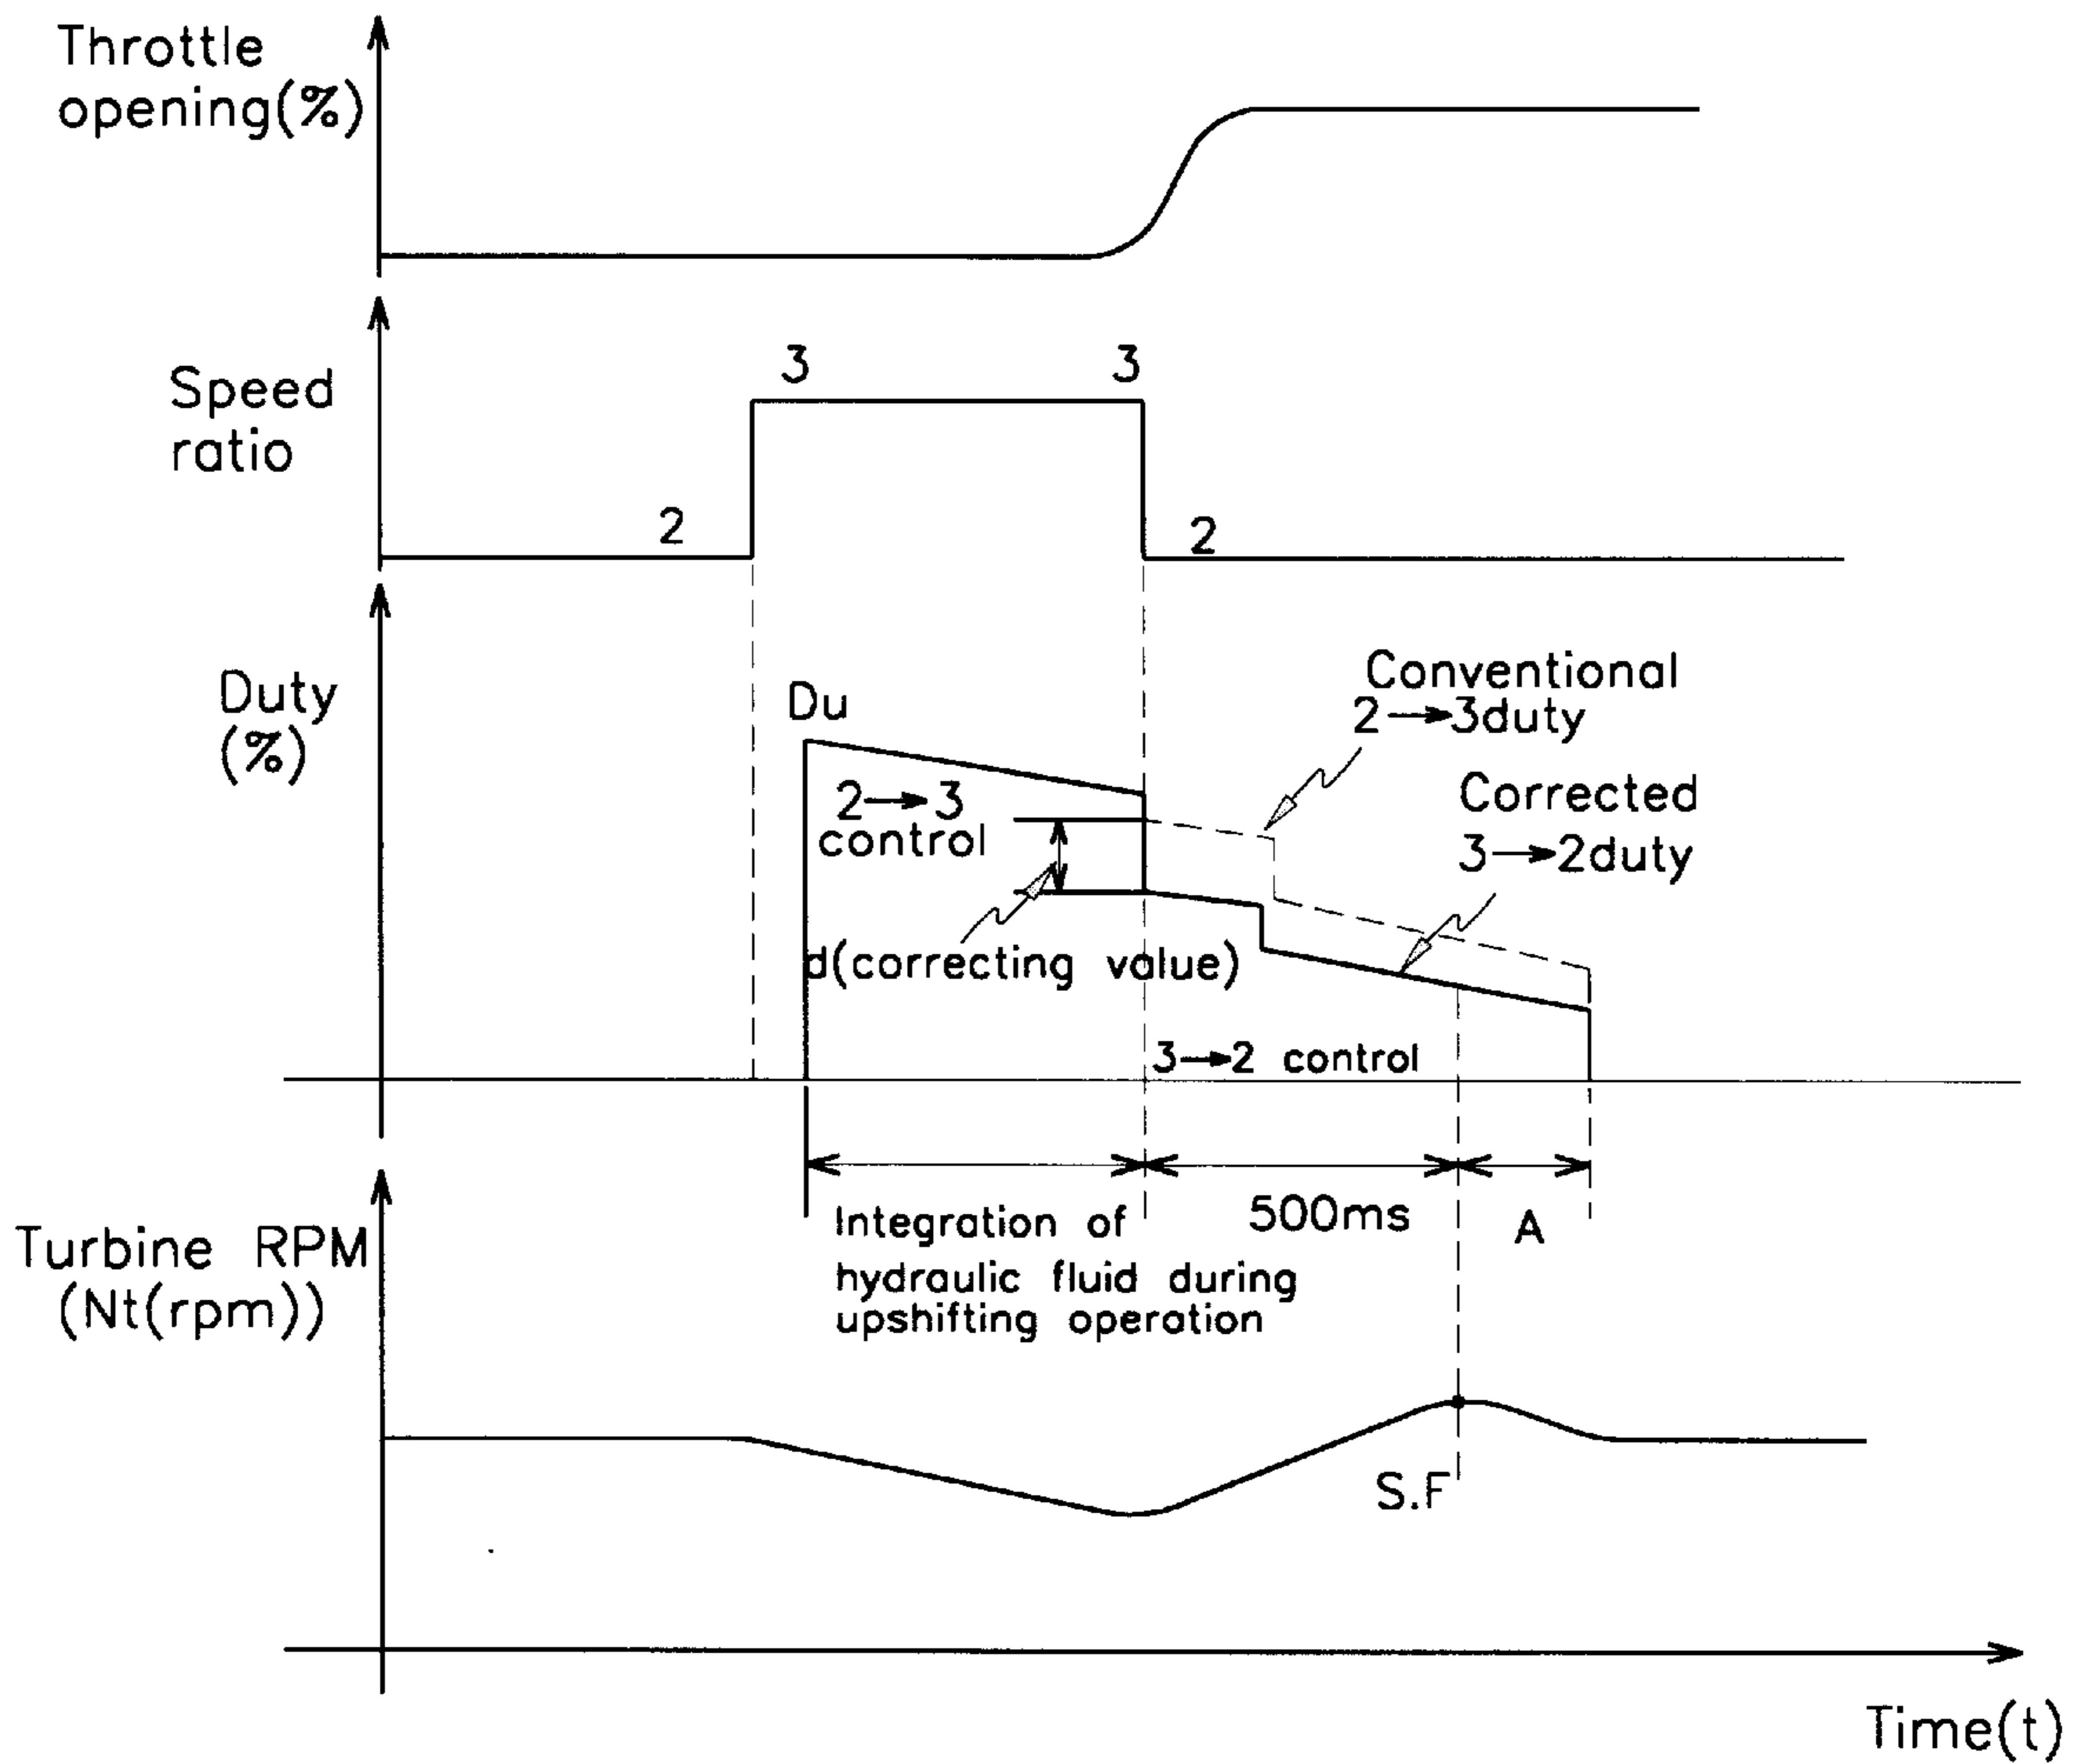 Throttle
opening(%)
Speed
ratio
3
3
2
2
Duty
(%)
Du
2→3
control
Conventional
2→3duty
Corrected
3→2duty
d(correcting value)
3→2 control
Integration of
hydraulic fluid during
upshifting operation
500ms
A
Turbine RPM
(Nt(rpm))
S.F
Time(t)